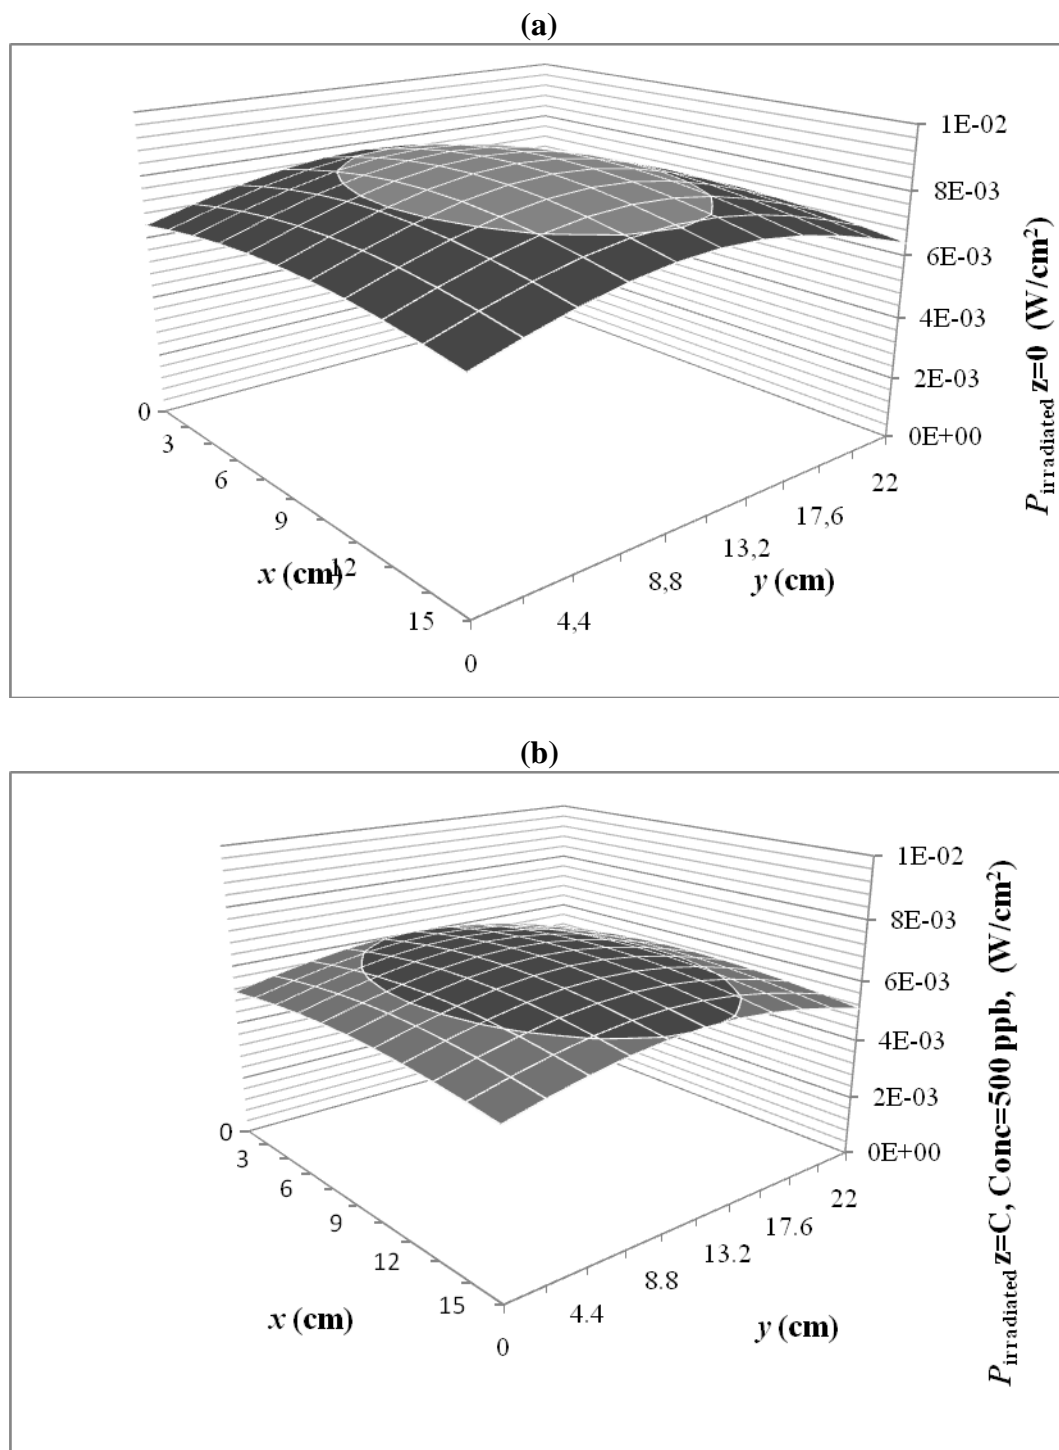 (a)
1E-02
8E-03
6E-03
4E-03
2E-03
0E+00
P irradiated z=0 (W/cm²)
0
3
6
9
12
15
x (cm)
0
4,4
8,8
13,2
17,6
22
y (cm)
(b)
1E-02
8E-03
6E-03
4E-03
2E-03
0E+00
P irradiated z=C, Conc=500 ppb, (W/cm²)
0
3
6
9
12
15
x (cm)
0
4.4
8.8
13.2
17.6
22
y (cm)